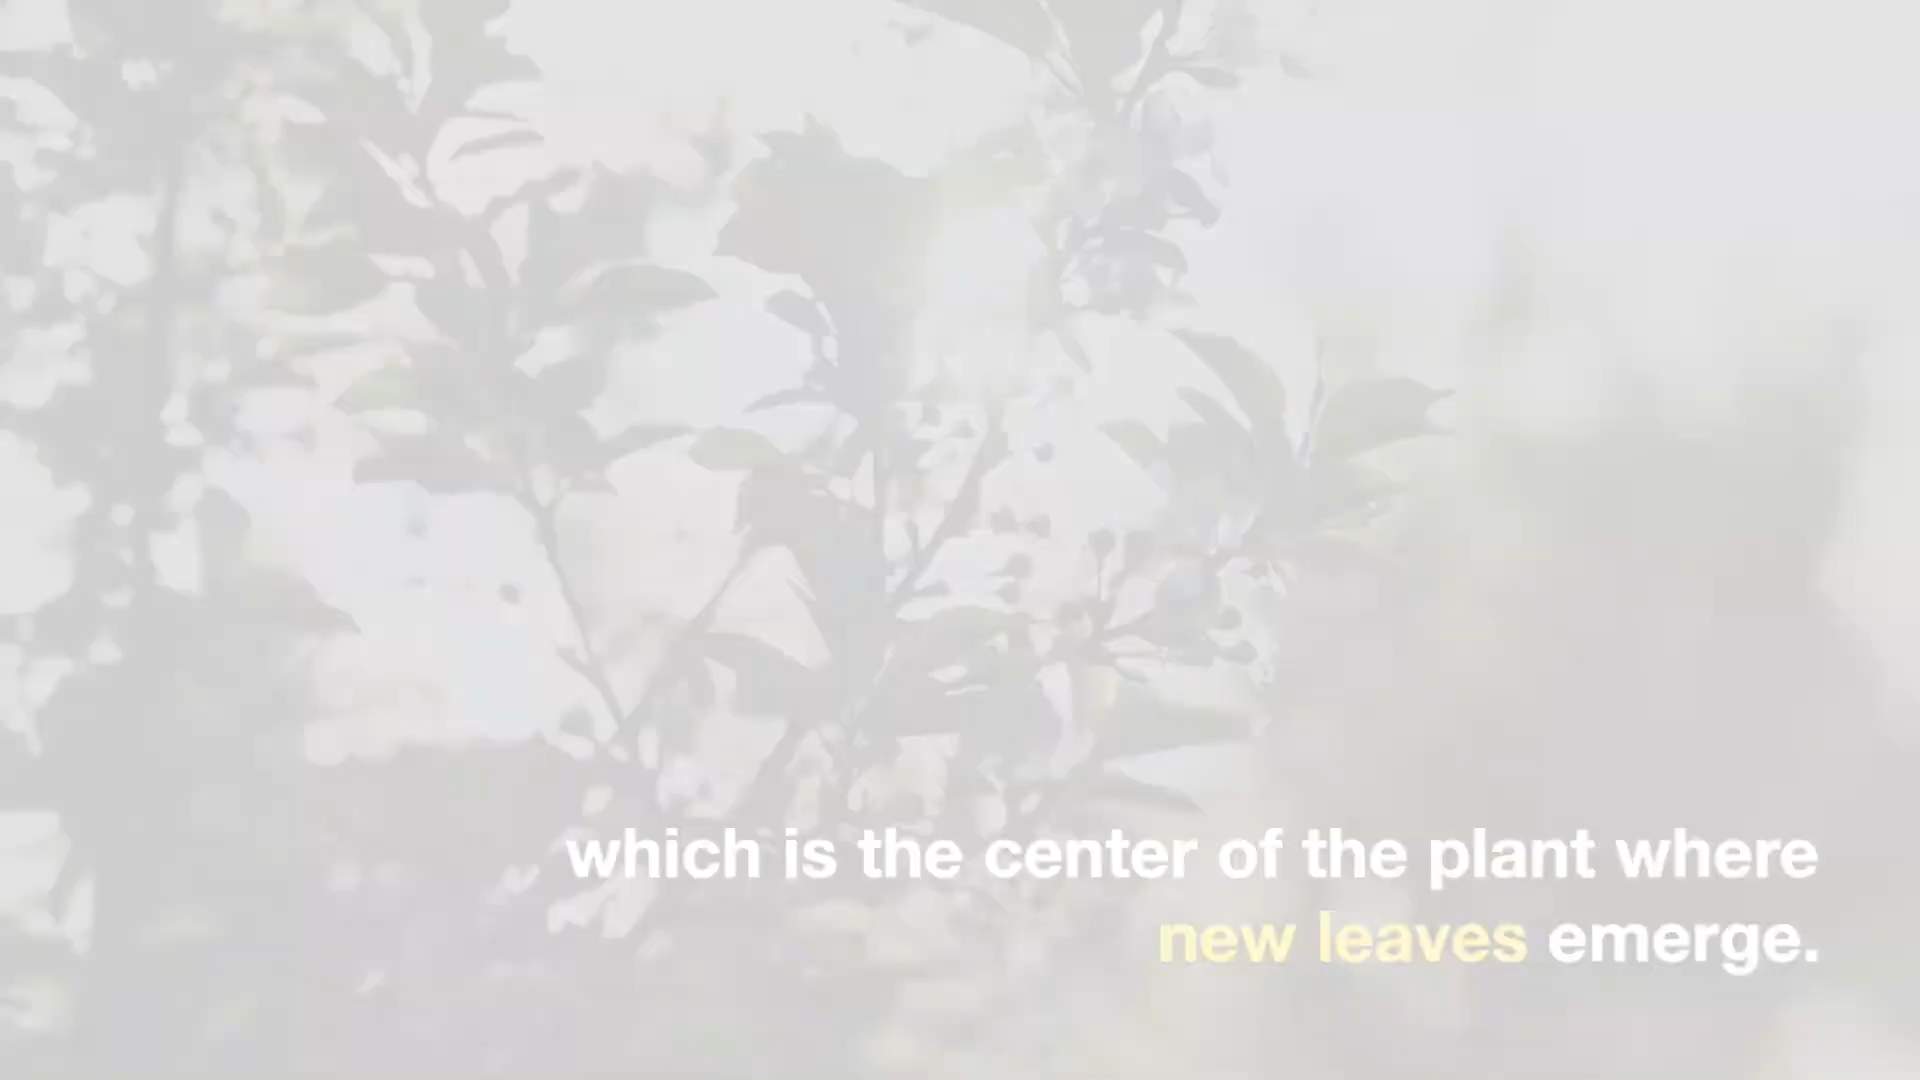 which is the center of the plant where
new leaves emerge.